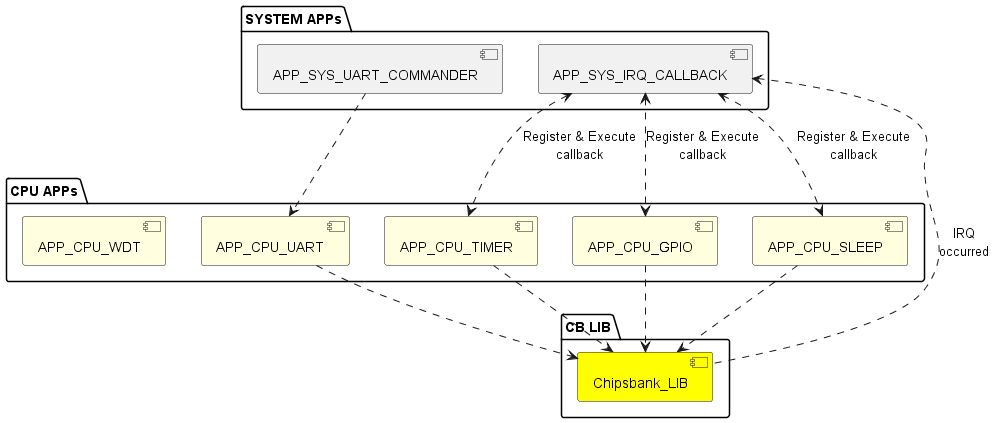 SYSTEM APPs
APP_SYS_UART_COMMANDER
APP_SYS_IRQ_CALLBACK
Register & Execute
callback
Register & Execute
callback
Register & Execute
callback
CPU APPs
APP_CPU_WDT
APP_CPU_UART
APP_CPU_TIMER
APP_CPU_GPIO
APP_CPU_SLEEP
IRQ
occurred
CB LIB
Chipsbank_LIB